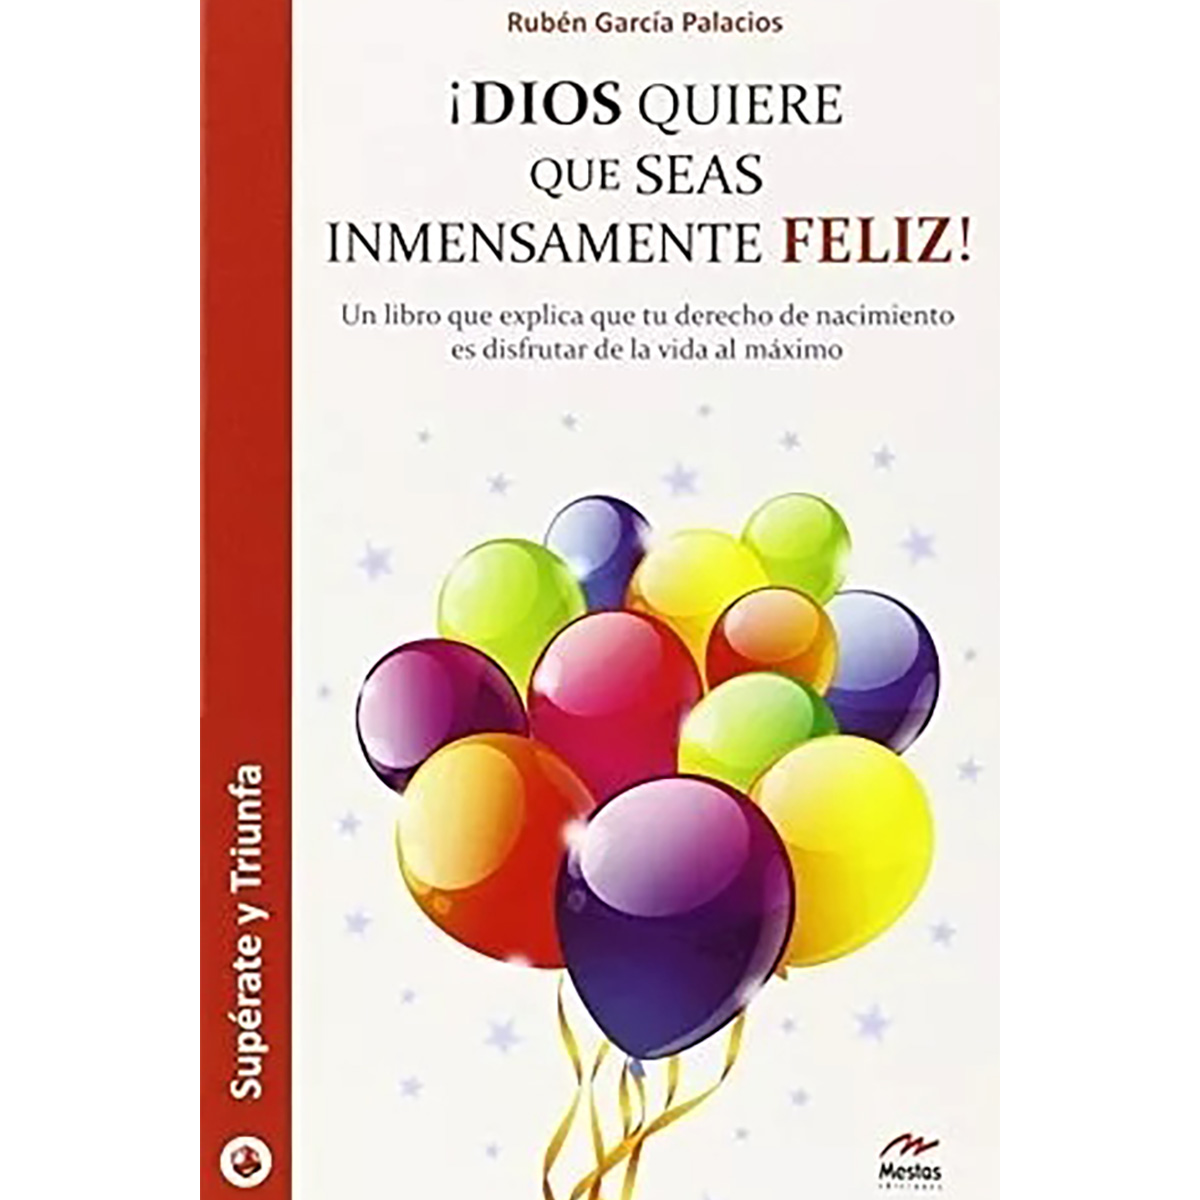 Rubén García Palacios
¡DIOS QUIERE
QUE SEAS
INMENSAMENTE FELIZ!
Un libro que explica que tu derecho de nacimiento
es disfrutar de la vida al máximo
Supérate y Triunfa
Mestas
ediciones